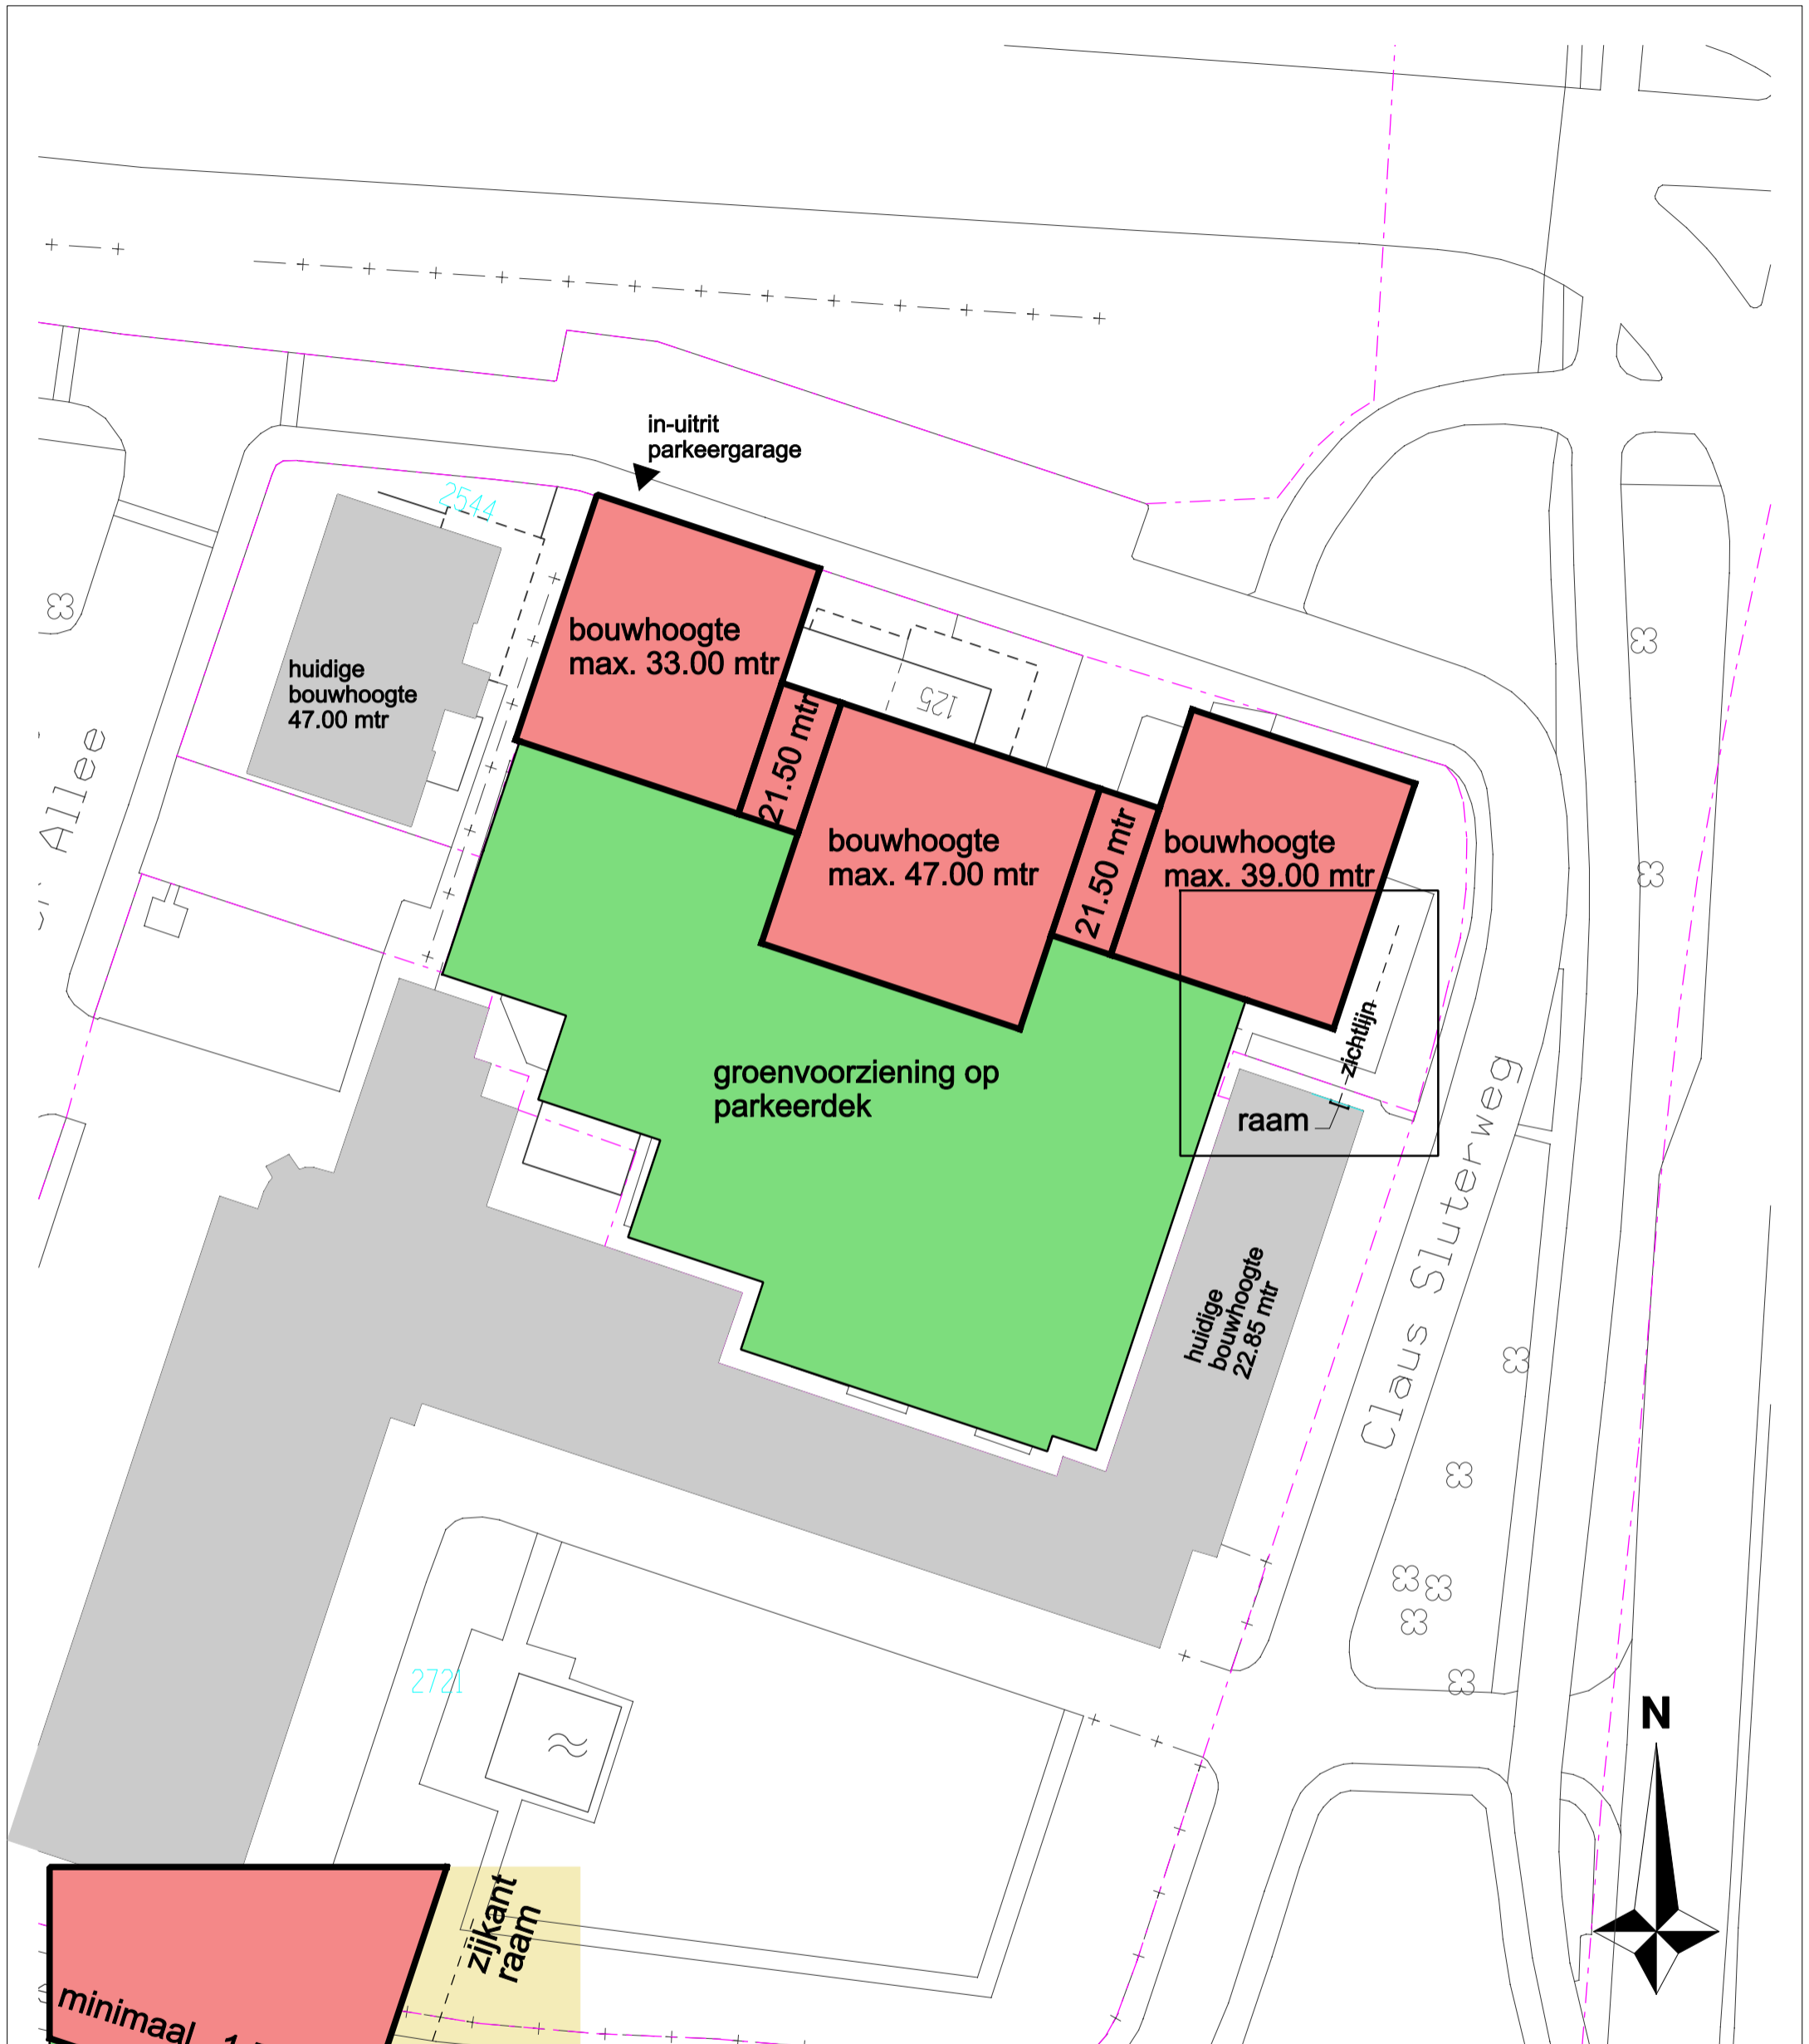 in-uitrit
parkeergarage
2544
bouwhoogte
max. 33.00 mtr
huidige
bouwhoogte
47.00 mtr
125
21.50 mtr
Allee
bouwhoogte
max. 47.00 mtr
21.50 mtr
bouwhoogte
max. 39.00 mtr
zichtlijn
groenvoorziening op
parkeerdek
raam
Claus Sluterweg
huidige
bouwhoogte
22.85 mtr
2721
N
zijkant
raam
minimaal